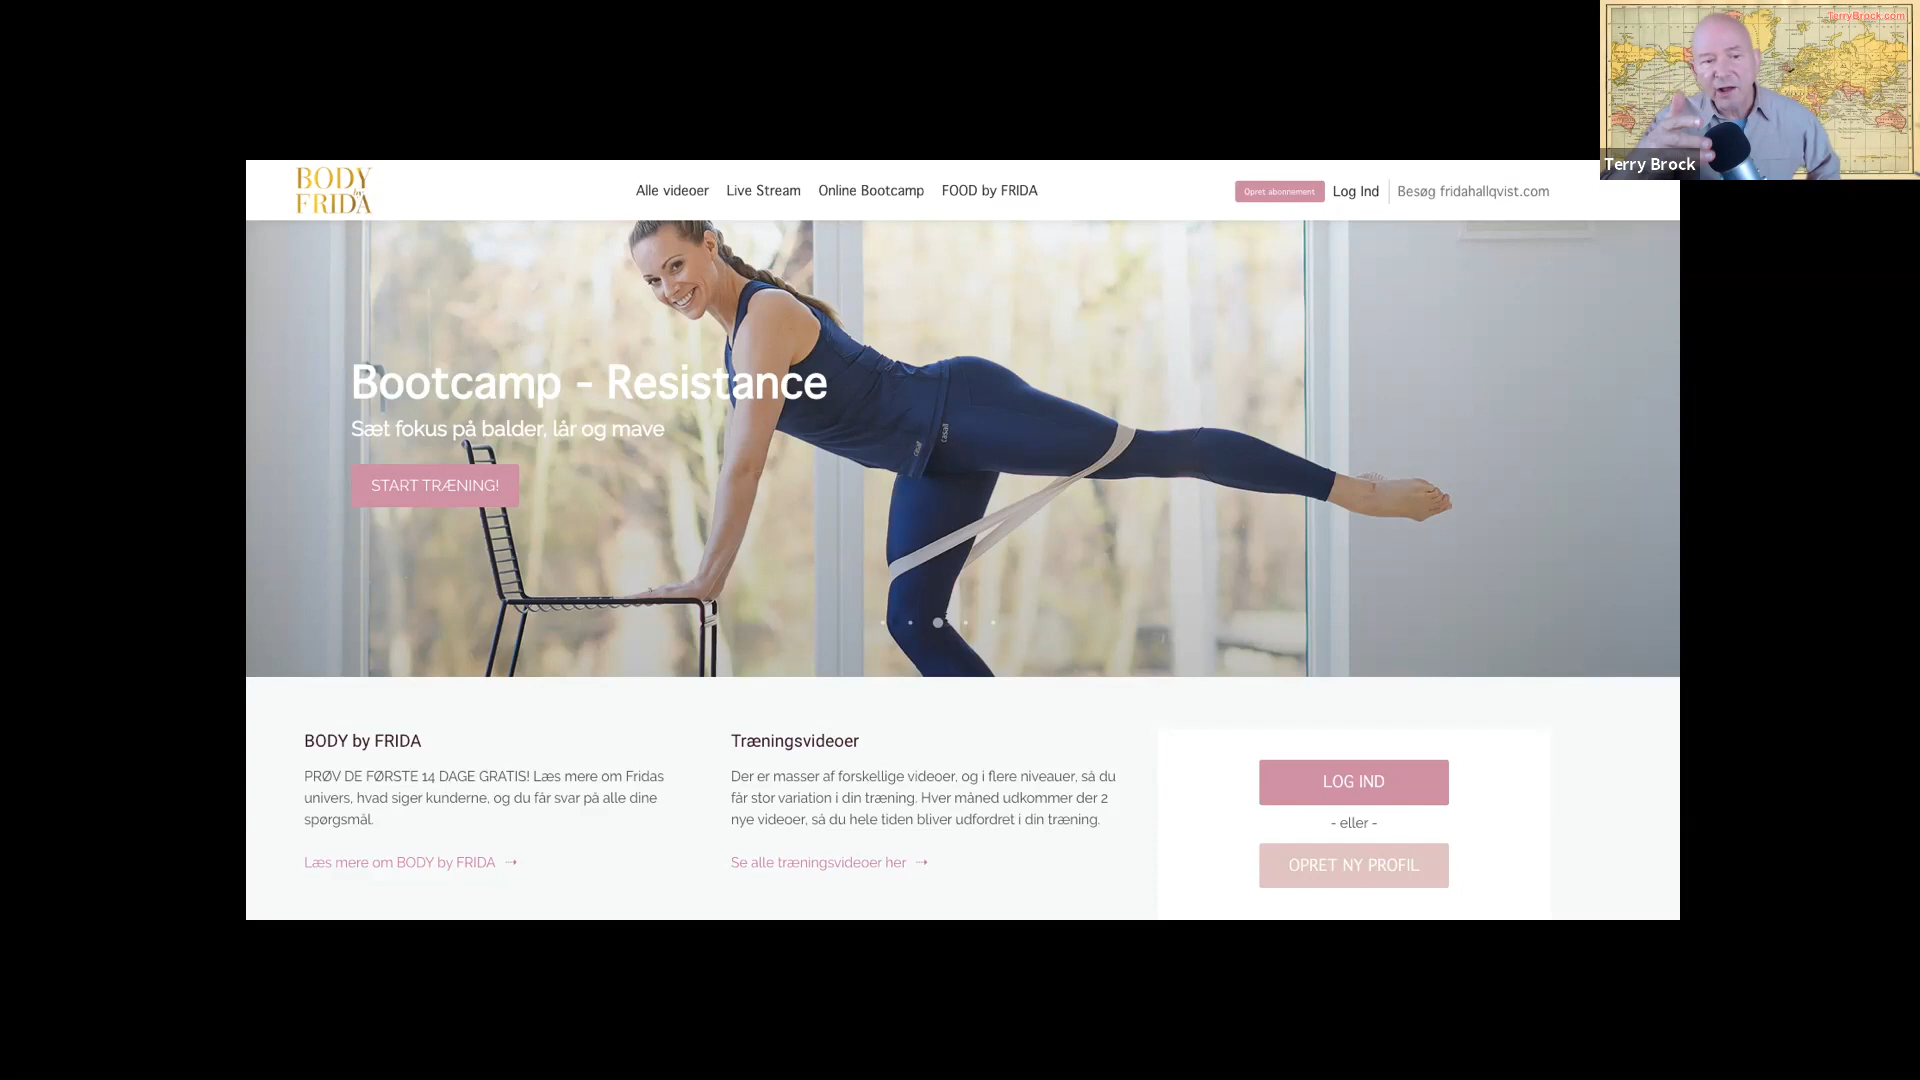 TerryBrock.com
Terry Brock
BODY
by
FRIDA
Alle videoer Live Stream Online Bootcamp FOOD by FRIDA
Opret abonnement Log Ind Besøg fridahallqvist.com
Bootcamp - Resistance
Sæt fokus på balder, lår og mave
START TRÆNING!
casall
casall
BODY by FRIDA
PRØV DE FØRSTE 14 DAGE GRATIS! Læs mere om Fridas
univers, hvad siger kunderne, og du får svar på alle dine
spørgsmål.
Læs mere om BODY by FRIDA →
Træningsvideoer
Der er masser af forskellige videoer, og i flere niveauer, så du
får stor variation i din træning. Hver måned udkommer der 2
nye videoer, så du hele tiden bliver udfordret i din træning.
Se alle træningsvideoer her →
LOG IND
- eller -
OPRET NY PROFIL